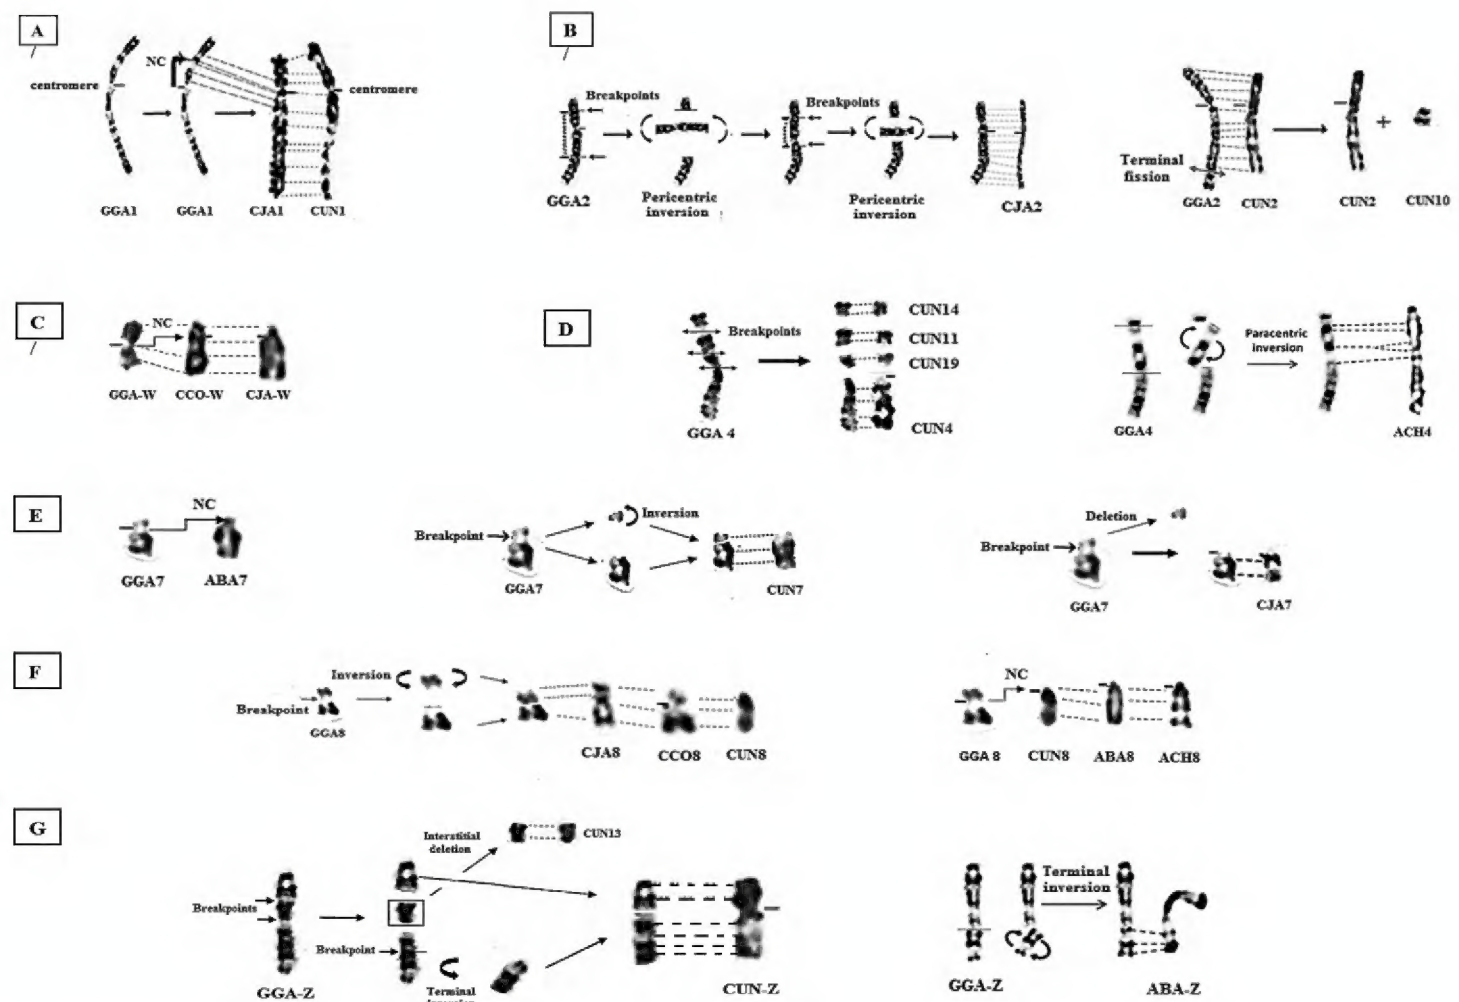 A
NC
centromere
centromere
GGA1 GGA1 CJA1 CUN1
B
Breakpoints
Breakpoints
GGA2
Pericentric
inversion
Pericentric
inversion
CJA2
Terminal
fission
GGA2 CUN2
+
CUN2 CUN10
C
NC
GGA-W CCO-W CJA-W
D
Breakpoints
GGA 4
CUN14
CUN11
CUN19
CUN4
Paracentric
inversion
GGA4
ACH4
E
NC
GGA7 ABA7
Breakpoint
Inversion
GGA7
CUN7
Deletion
Breakpoint
GGA7
CJA7
F
Inversion
Breakpoint
GGA8
CJA8 CCO8 CUN8
NC
GGA 8 CUN8 ABA8 ACH8
G
Interstitial
deletion
CUN13
Breakpoints
Breakpoint
GGA-Z
Terminal
CUN-Z
Terminal
inversion
GGA-Z
ABA-Z